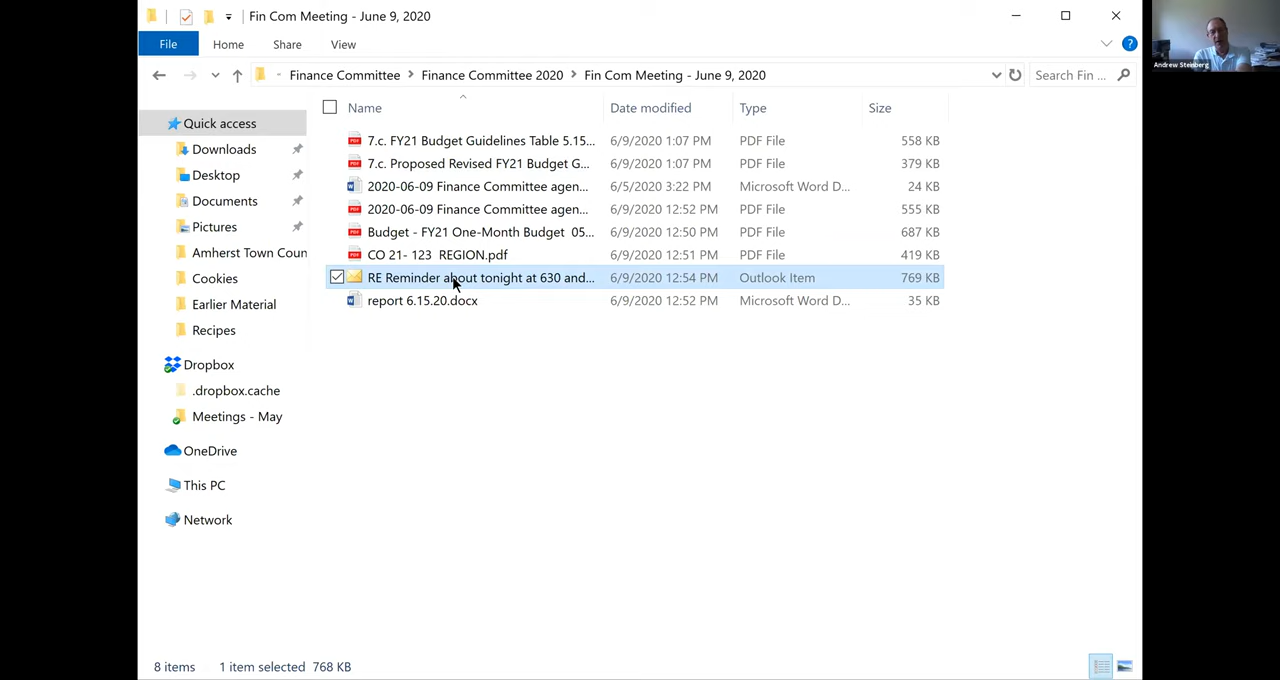 Fin Com Meeting - June 9, 2020
File Home Share View
Finance Committee > Finance Committee 2020 > Fin Com Meeting - June 9, 2020 Search Fin ...
Andrew Steinberg
Name Date modified Type Size
Quick access
Downloads
Desktop
Documents
Pictures
Amherst Town Coun
Cookies
Earlier Material
Recipes
Dropbox
.dropbox.cache
Meetings - May
OneDrive
This PC
Network
7.c. FY21 Budget Guidelines Table 5.15... 6/9/2020 1:07 PM PDF File 558 KB
7.c. Proposed Revised FY21 Budget G... 6/9/2020 1:07 PM PDF File 379 KB
2020-06-09 Finance Committee agen... 6/5/2020 3:22 PM Microsoft Word D... 24 KB
2020-06-09 Finance Committee agen... 6/9/2020 12:52 PM PDF File 555 KB
Budget - FY21 One-Month Budget 05... 6/9/2020 12:50 PM PDF File 687 KB
CO 21- 123 REGION.pdf 6/9/2020 12:51 PM PDF File 419 KB
RE Reminder about tonight at 630 and... 6/9/2020 12:54 PM Outlook Item 769 KB
report 6.15.20.docx 6/9/2020 12:52 PM Microsoft Word D... 35 KB
8 items 1 item selected 768 KB